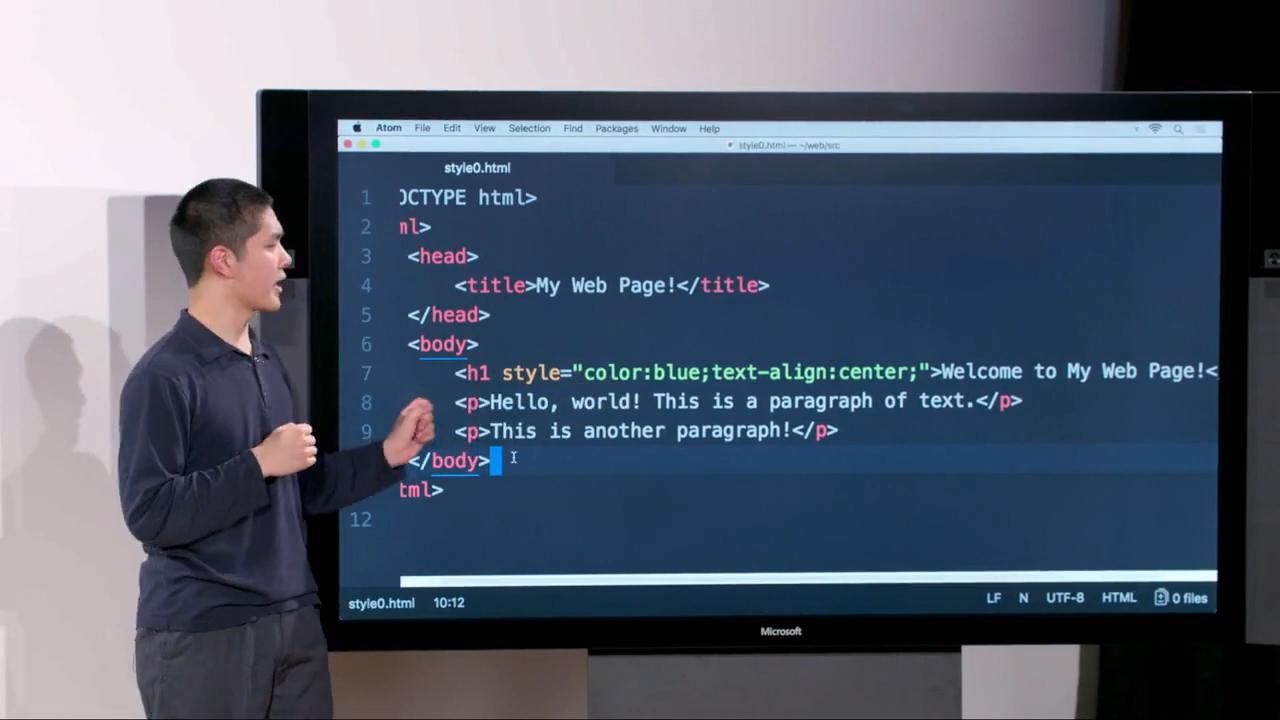 Atom File Edit View Selection Find Packages Window Help
style0.html — ~/web/src
style0.html
1 OCTYPE html>
2 ml>
3 <head>
4 <title>My Web Page!</title>
5 </head>
6 <body>
7 <h1 style="color:blue;text-align:center;">Welcome to My Web Page!<
8 <p>Hello, world! This is a paragraph of text.</p>
9 <p>This is another paragraph!</p>
</body>
tml>
12
style0.html 10:12 LF N UTF-8 HTML 0 files
Microsoft